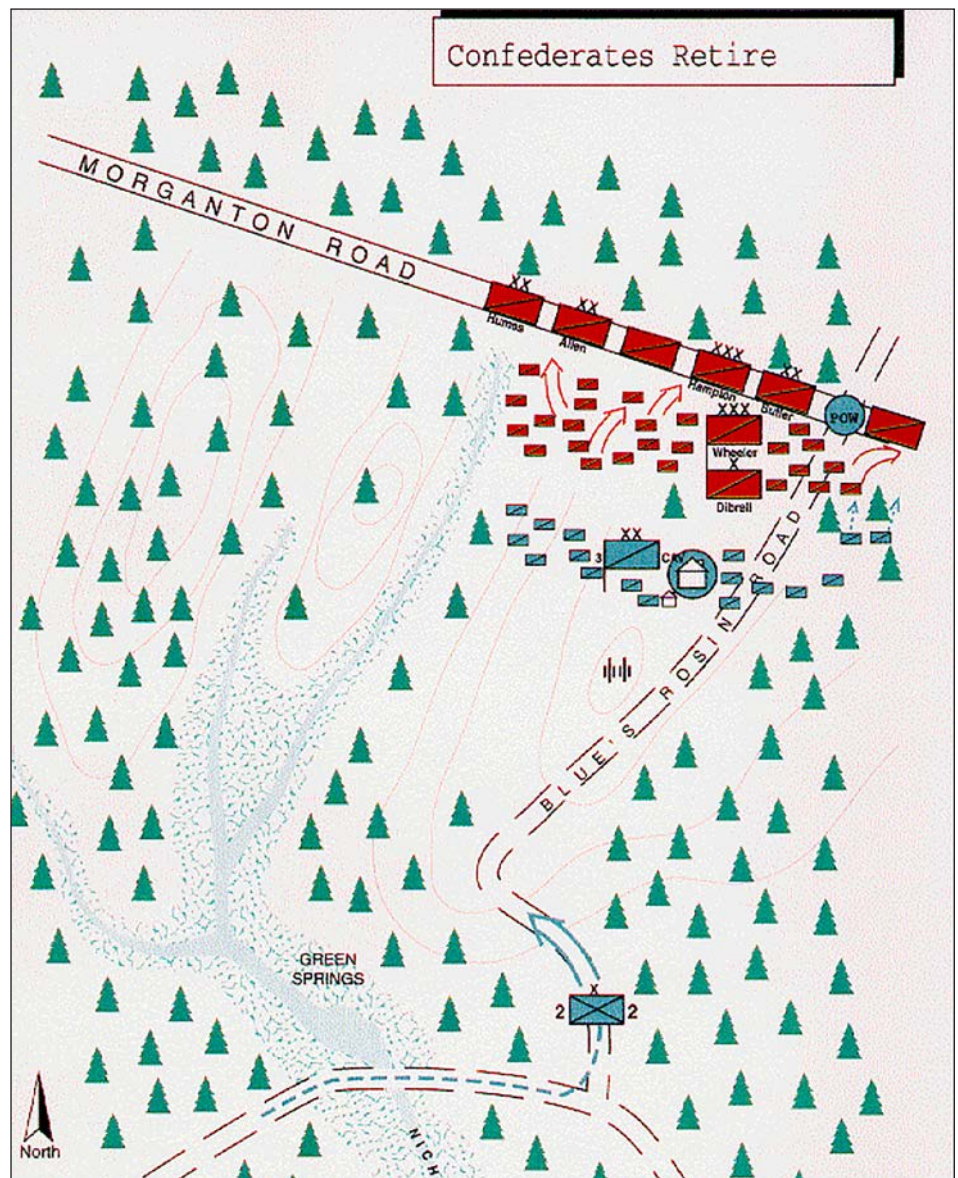 Confederates Retire
MORGANTON ROAD
XX
Humes
XX
Allen
XXX
Hampton
XX
Butler
POW
XXX
Wheeler
X
Dibrell
XX
3 CAV
BLUE'S ROSIN ROAD
GREEN
SPRINGS
X
2 2
North
NICH